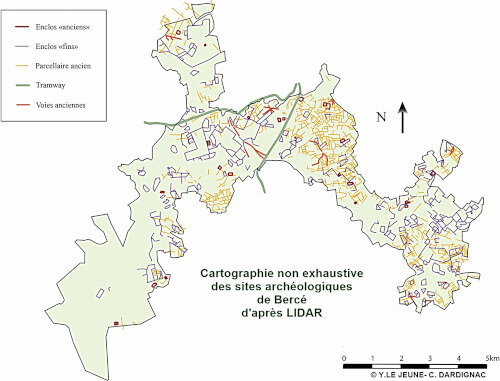 Enclos «anciens»
Enclos «fins»
Parcellaire ancien
Tramway
Voies anciennes
N
Cartographie non exhaustive
des sites archéologiques
de Bercé
d'après LIDAR
0 1 2 3 4 5km
© Y.LE JEUNE- C. DARDIGNAC